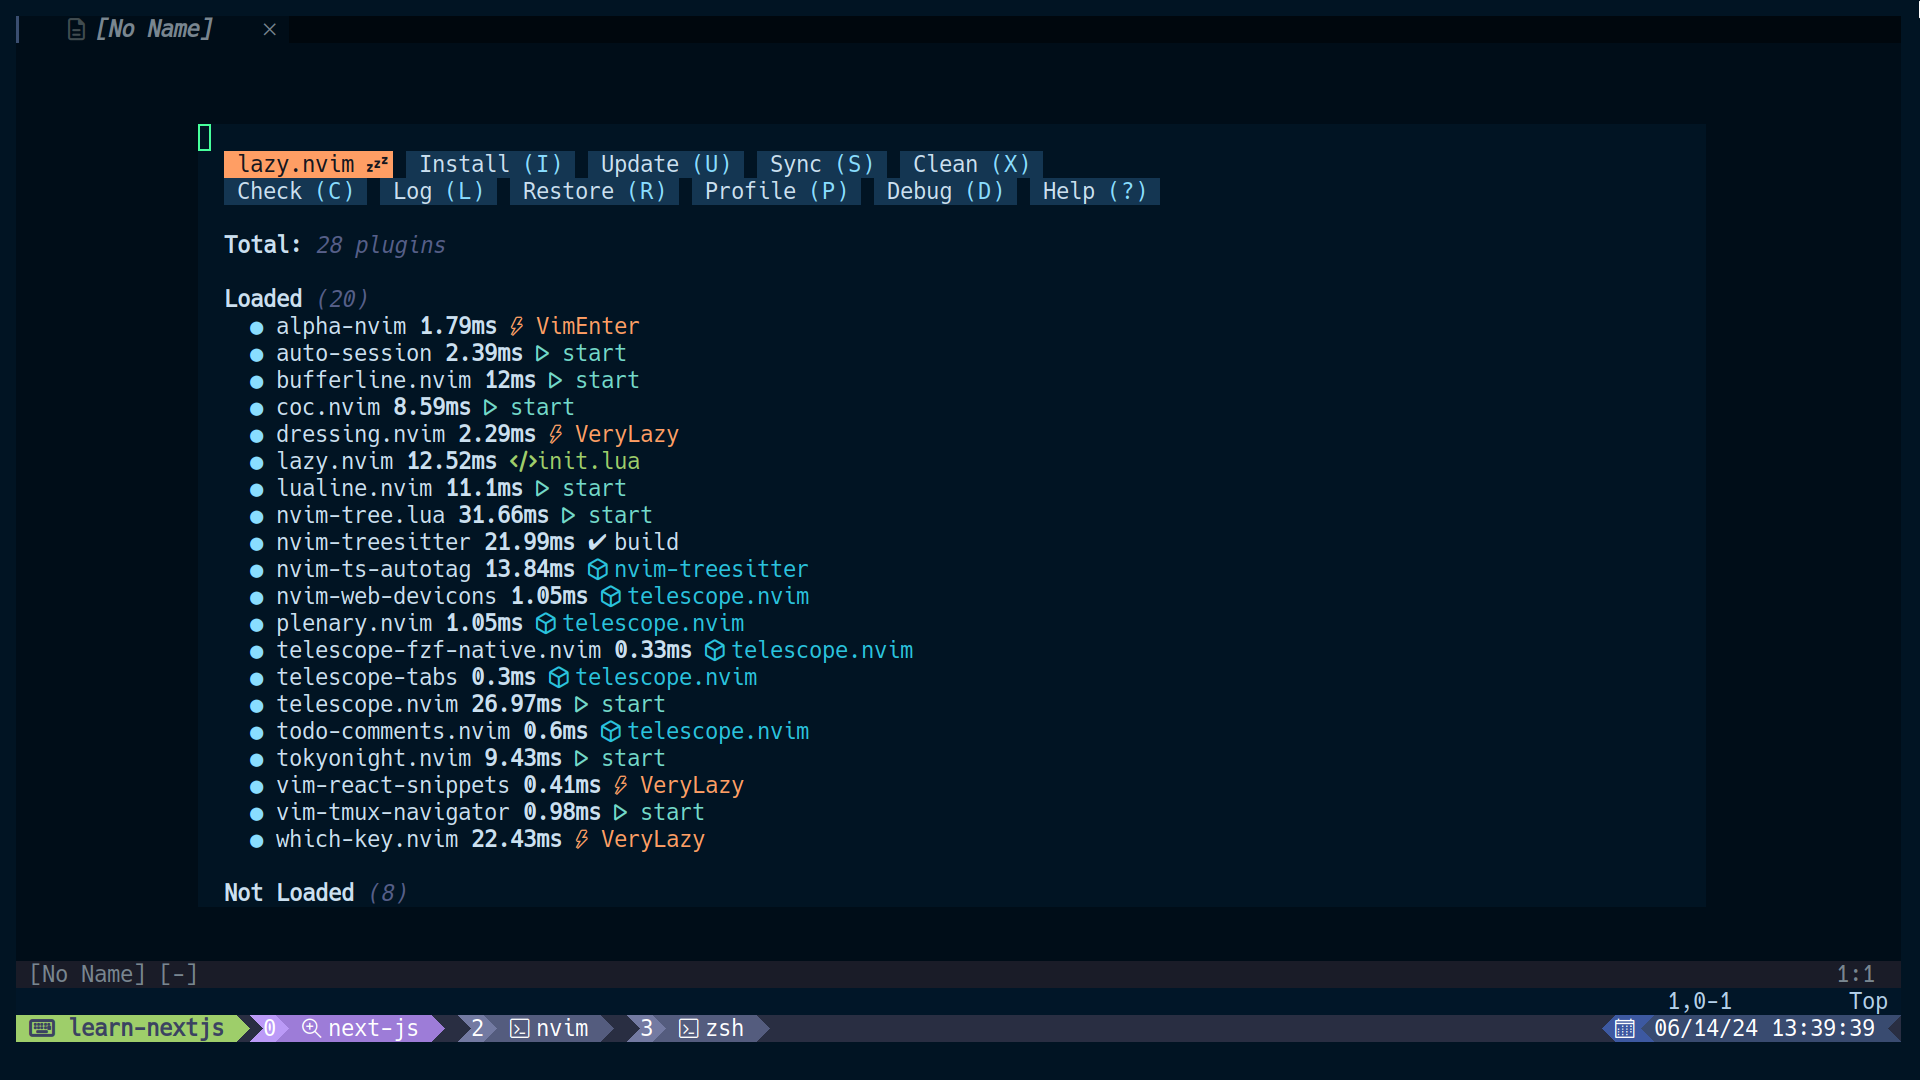 [No Name] ×
lazy.nvim zzz Install (I) Update (U) Sync (S) Clean (X)
Check (C) Log (L) Restore (R) Profile (P) Debug (D) Help (?)
Total: 28 plugins
Loaded (20)
● alpha-nvim 1.79ms VimEnter
● auto-session 2.39ms start
● bufferline.nvim 12ms start
● coc.nvim 8.59ms start
● dressing.nvim 2.29ms VeryLazy
● lazy.nvim 12.52ms </> init.lua
● lualine.nvim 11.1ms start
● nvim-tree.lua 31.66ms start
● nvim-treesitter 21.99ms ✔ build
● nvim-ts-autotag 13.84ms nvim-treesitter
● nvim-web-devicons 1.05ms telescope.nvim
● plenary.nvim 1.05ms telescope.nvim
● telescope-fzf-native.nvim 0.33ms telescope.nvim
● telescope-tabs 0.3ms telescope.nvim
● telescope.nvim 26.97ms start
● todo-comments.nvim 0.6ms telescope.nvim
● tokyonight.nvim 9.43ms start
● vim-react-snippets 0.41ms VeryLazy
● vim-tmux-navigator 0.98ms start
● which-key.nvim 22.43ms VeryLazy
Not Loaded (8)
[No Name] [-] 1:1
1,0-1 Top
learn-nextjs 0 next-js 2 nvim 3 zsh 06/14/24 13:39:39